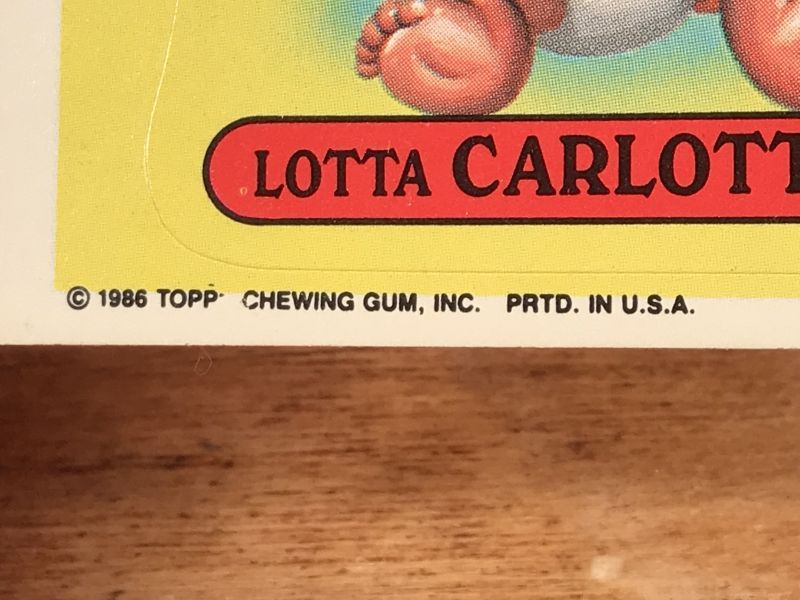 LOTTA CARLOTT
© 1986 TOPP CHEWING GUM, INC. PRTD. IN U.S.A.